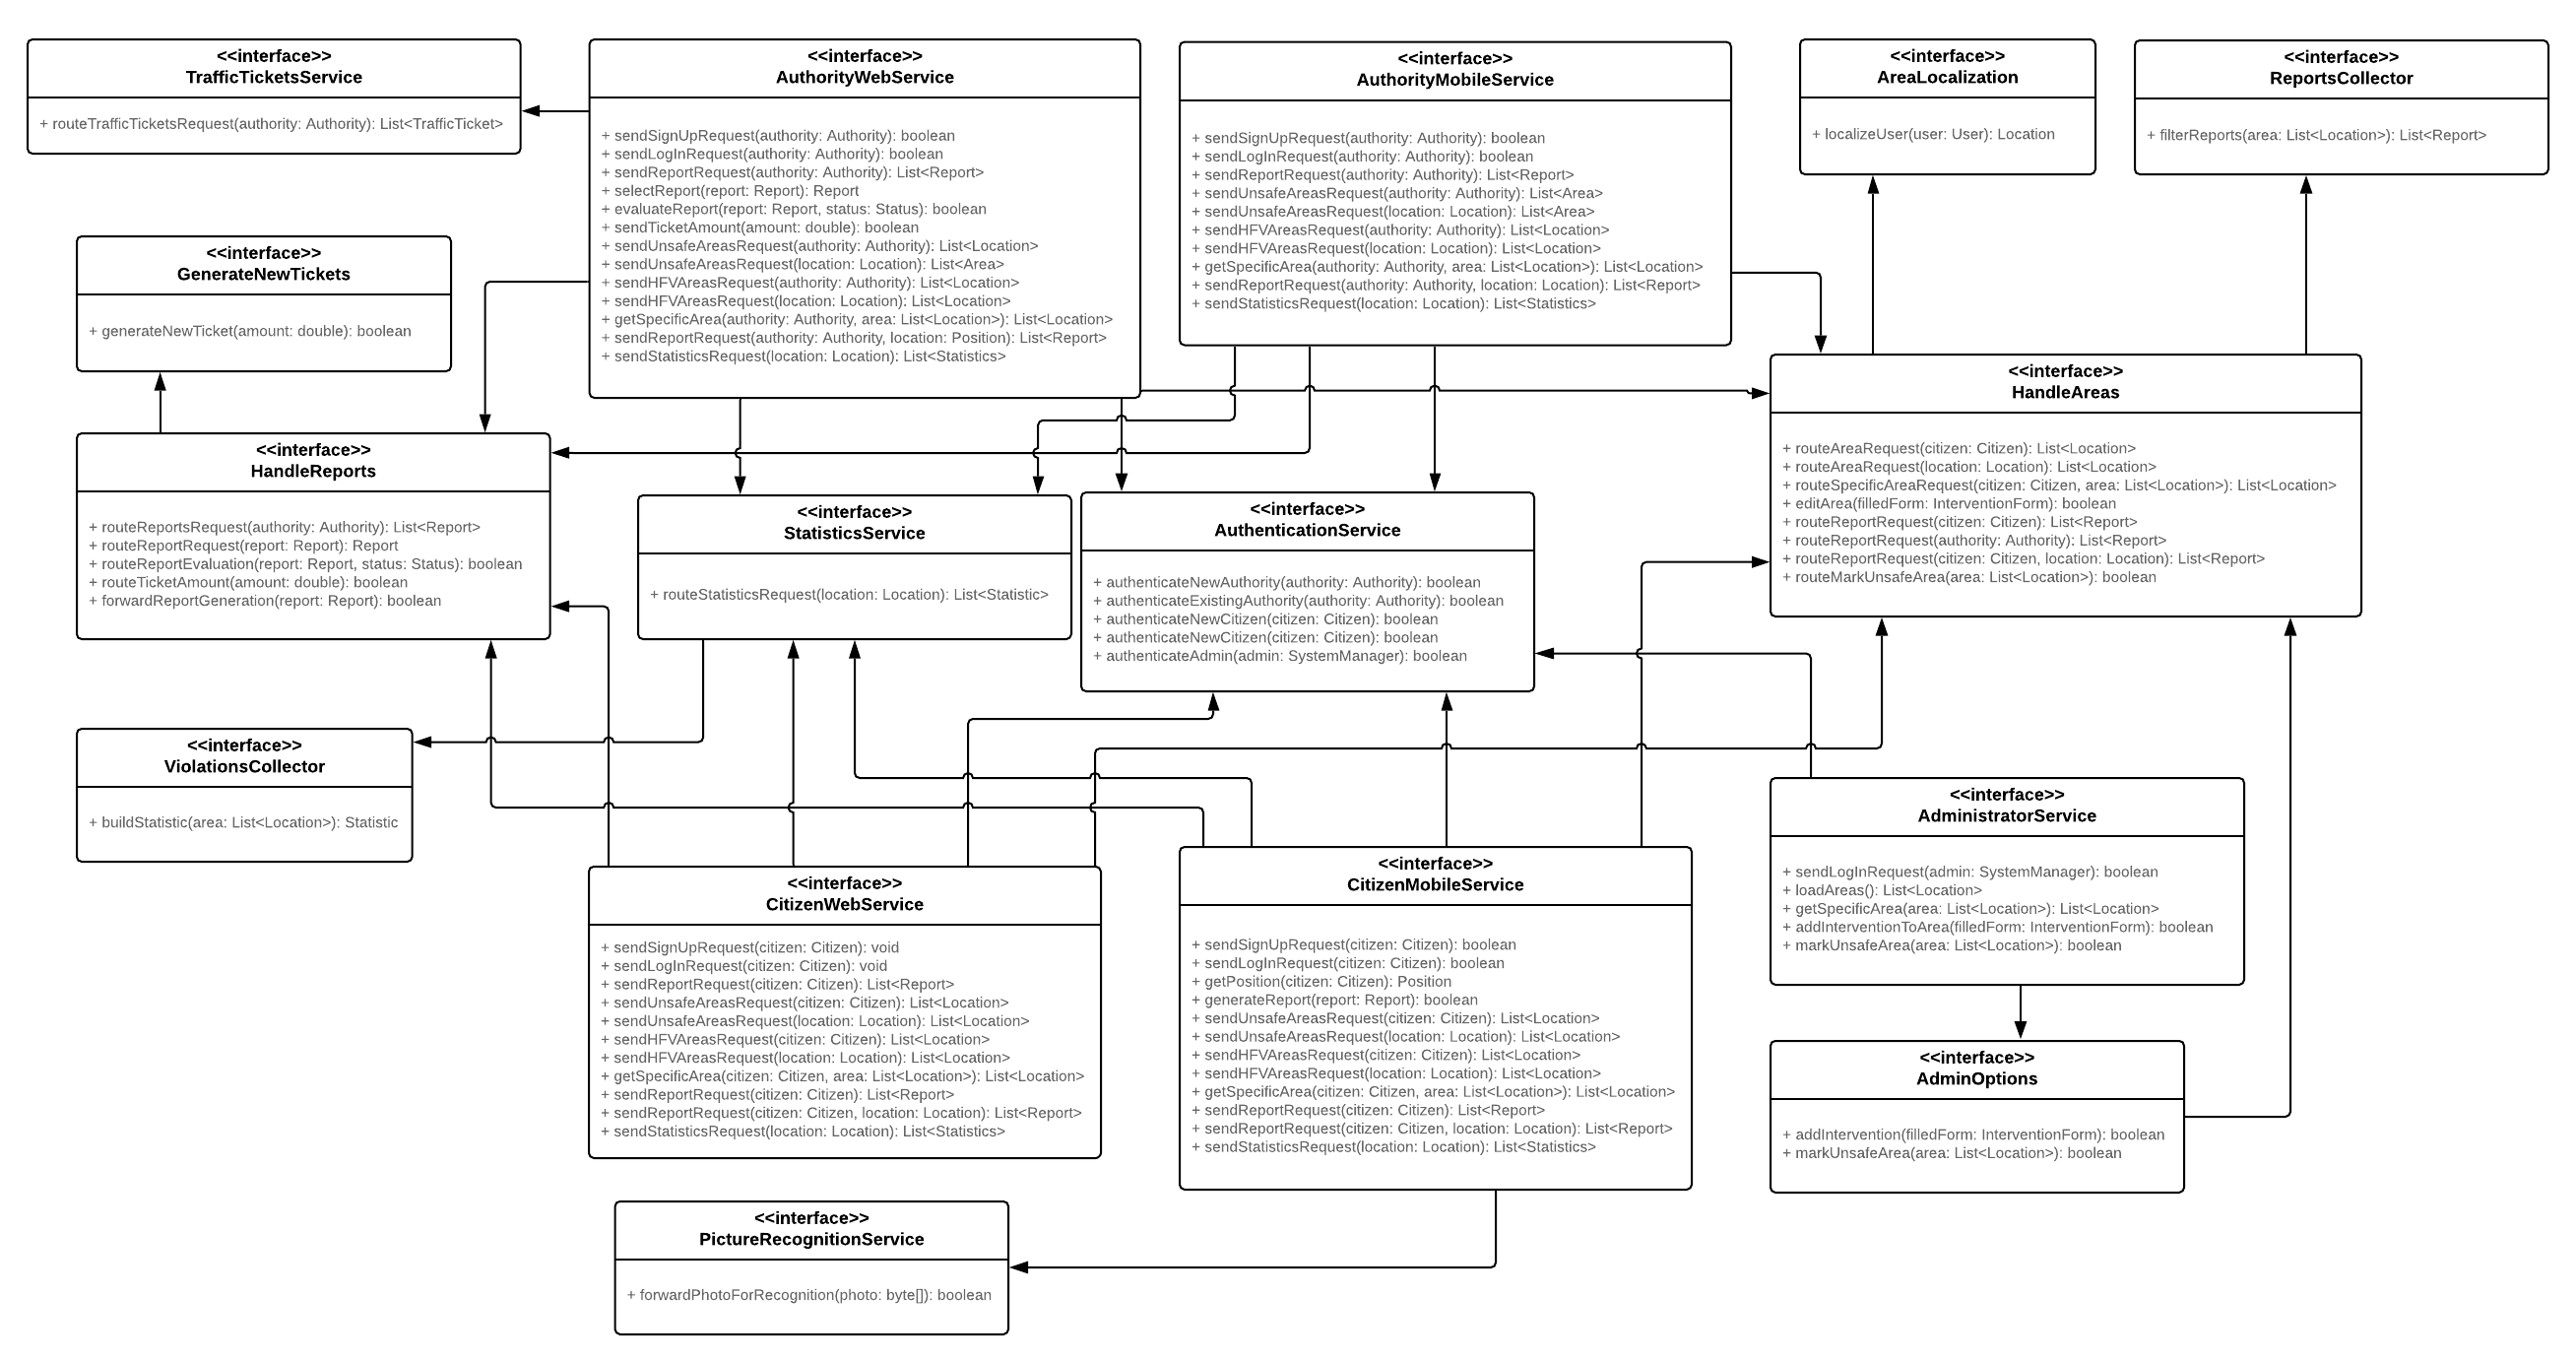 <<interface>>
TrafficTicketsService
+ routeTrafficTicketsRequest(authority: Authority): List<TrafficTicket>
<<interface>>
AuthorityWebService
+ sendSignUpRequest(authority: Authority): boolean
+ sendLogInRequest(authority: Authority): boolean
+ sendReportRequest(authority: Authority): List<Report>
+ selectReport(report: Report): Report
+ evaluateReport(report: Report, status: Status): boolean
+ sendTicketAmount(amount: double): boolean
+ sendUnsafeAreasRequest(authority: Authority): List<Location>
+ sendUnsafeAreasRequest(location: Location): List<Area>
+ sendHFVAreasRequest(authority: Authority): List<Location>
+ sendHFVAreasRequest(location: Location): List<Location>
+ getSpecificArea(authority: Authority, area: List<Location>): List<Location>
+ sendReportRequest(authority: Authority, location: Position): List<Report>
+ sendStatisticsRequest(location: Location): List<Statistics>
<<interface>>
AuthorityMobileService
+ sendSignUpRequest(authority: Authority): boolean
+ sendLogInRequest(authority: Authority): boolean
+ sendReportRequest(authority: Authority): List<Report>
+ sendUnsafeAreasRequest(authority: Authority): List<Area>
+ sendUnsafeAreasRequest(location: Location): List<Area>
+ sendHFVAreasRequest(authority: Authority): List<Location>
+ sendHFVAreasRequest(location: Location): List<Location>
+ getSpecificArea(authority: Authority, area: List<Location>): List<Location>
+ sendReportRequest(authority: Authority, location: Location): List<Report>
+ sendStatisticsRequest(location: Location): List<Statistics>
<<interface>>
AreaLocalization
+ localizeUser(user: User): Location
<<interface>>
ReportsCollector
+ filterReports(area: List<Location>): List<Report>
<<interface>>
GenerateNewTickets
+ generateNewTicket(amount: double): boolean
<<interface>>
HandleAreas
+ routeAreaRequest(citizen: Citizen): List<Location>
+ routeAreaRequest(location: Location): List<Location>
+ routeSpecificAreaRequest(citizen: Citizen, area: List<Location>): List<Location>
+ editArea(filledForm: InterventionForm): boolean
+ routeReportRequest(citizen: Citizen): List<Report>
+ routeReportRequest(authority: Authority): List<Report>
+ routeReportRequest(citizen: Citizen, location: Location): List<Report>
+ routeMarkUnsafeArea(area: List<Location>): boolean
<<interface>>
HandleReports
+ routeReportsRequest(authority: Authority): List<Report>
+ routeReportRequest(report: Report): Report
+ routeReportEvaluation(report: Report, status: Status): boolean
+ routeTicketAmount(amount: double): boolean
+ forwardReportGeneration(report: Report): boolean
<<interface>>
StatisticsService
+ routeStatisticsRequest(location: Location): List<Statistic>
<<interface>>
AuthenticationService
+ authenticateNewAuthority(authority: Authority): boolean
+ authenticateExistingAuthority(authority: Authority): boolean
+ authenticateNewCitizen(citizen: Citizen): boolean
+ authenticateNewCitizen(citizen: Citizen): boolean
+ authenticateAdmin(admin: SystemManager): boolean
<<interface>>
ViolationsCollector
+ buildStatistic(area: List<Location>): Statistic
<<interface>>
CitizenWebService
+ sendSignUpRequest(citizen: Citizen): void
+ sendLogInRequest(citizen: Citizen): void
+ sendReportRequest(citizen: Citizen): List<Report>
+ sendUnsafeAreasRequest(citizen: Citizen): List<Location>
+ sendUnsafeAreasRequest(location: Location): List<Location>
+ sendHFVAreasRequest(citizen: Citizen): List<Location>
+ sendHFVAreasRequest(location: Location): List<Location>
+ getSpecificArea(citizen: Citizen, area: List<Location>): List<Location>
+ sendReportRequest(citizen: Citizen): List<Report>
+ sendReportRequest(citizen: Citizen, location: Location): List<Report>
+ sendStatisticsRequest(location: Location): List<Statistics>
<<interface>>
CitizenMobileService
+ sendSignUpRequest(citizen: Citizen): boolean
+ sendLogInRequest(citizen: Citizen): boolean
+ getPosition(citizen: Citizen): Position
+ generateReport(report: Report): boolean
+ sendUnsafeAreasRequest(citizen: Citizen): List<Location>
+ sendUnsafeAreasRequest(location: Location): List<Location>
+ sendHFVAreasRequest(citizen: Citizen): List<Location>
+ sendHFVAreasRequest(location: Location): List<Location>
+ getSpecificArea(citizen: Citizen, area: List<Location>): List<Location>
+ sendReportRequest(citizen: Citizen): List<Report>
+ sendReportRequest(citizen: Citizen, location: Location): List<Report>
+ sendStatisticsRequest(location: Location): List<Statistics>
<<interface>>
AdministratorService
+ sendLogInRequest(admin: SystemManager): boolean
+ loadAreas(): List<Location>
+ getSpecificArea(area: List<Location>): List<Location>
+ addInterventionToArea(filledForm: InterventionForm): boolean
+ markUnsafeArea(area: List<Location>): boolean
<<interface>>
AdminOptions
+ addIntervention(filledForm: InterventionForm): boolean
+ markUnsafeArea(area: List<Location>): boolean
<<interface>>
PictureRecognitionService
+ forwardPhotoForRecognition(photo: byte[]): boolean